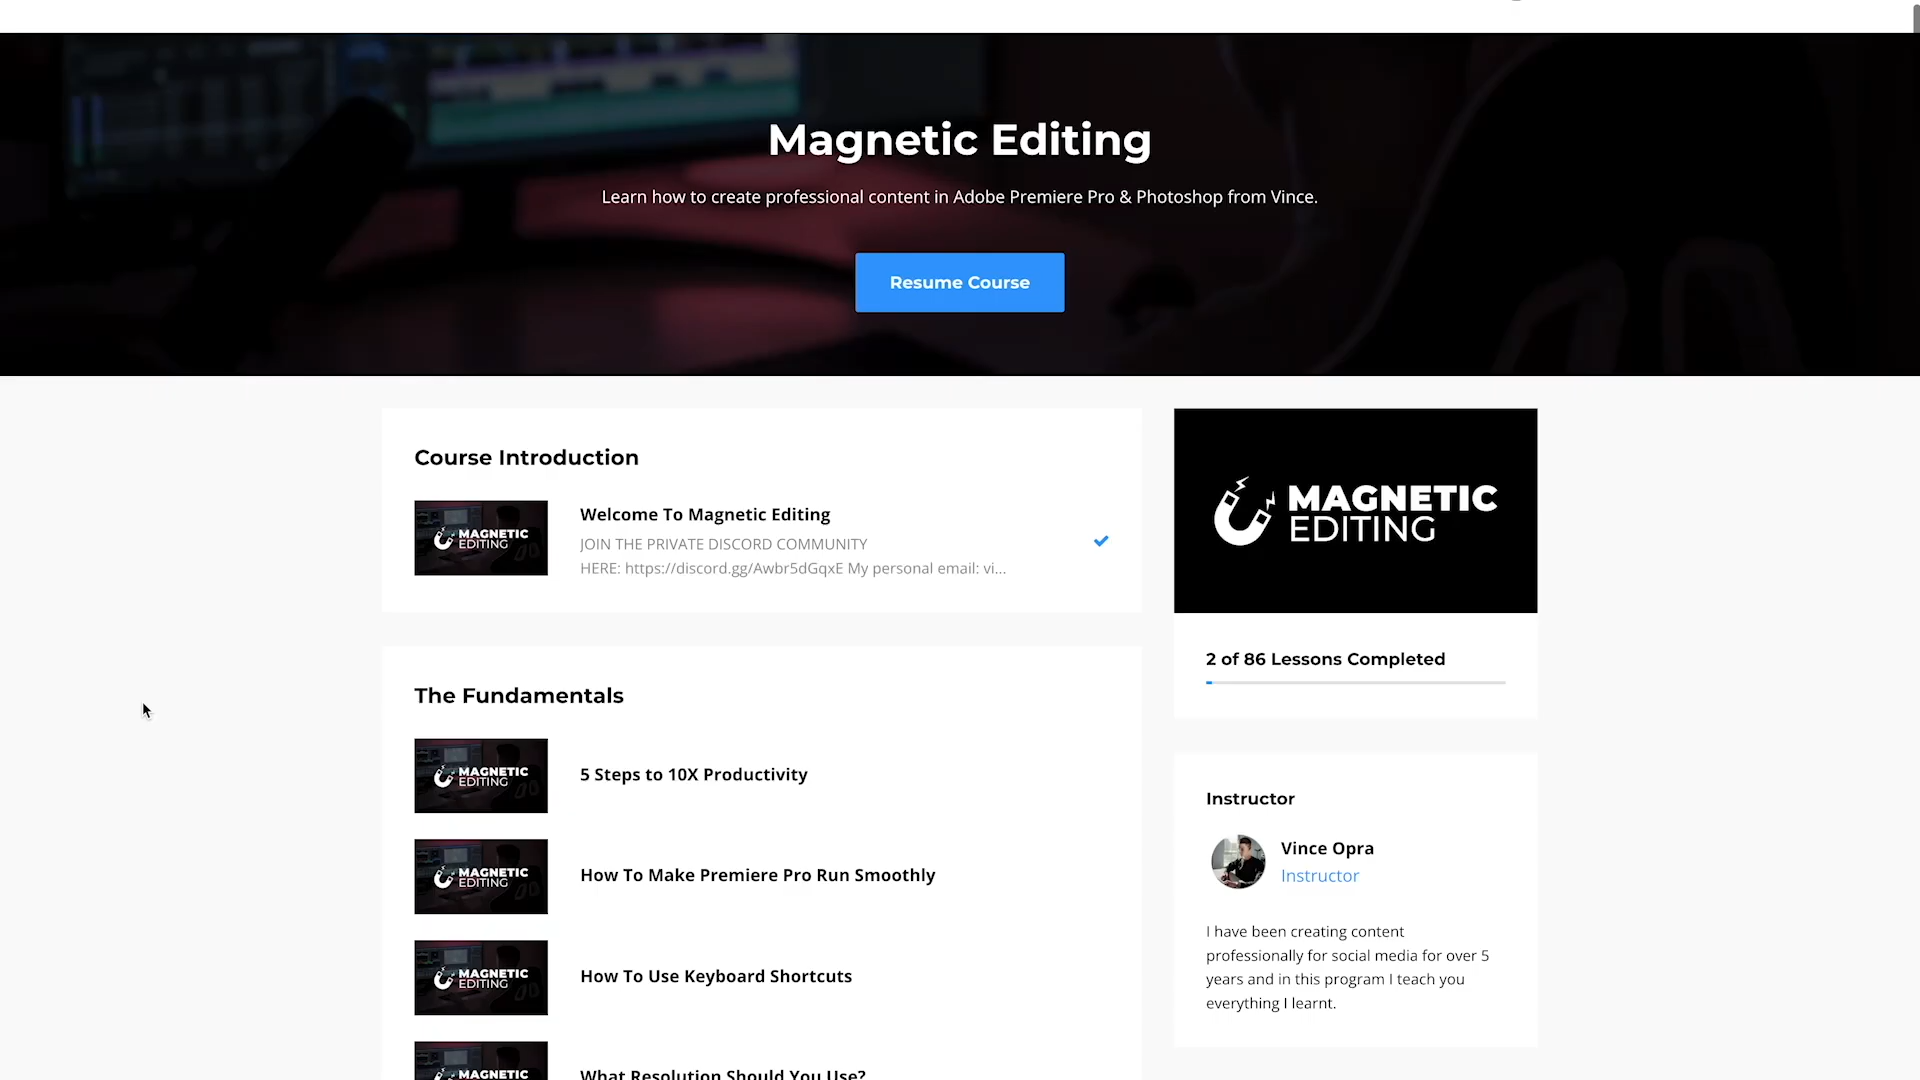 Magnetic Editing
Learn how to create professional content in Adobe Premiere Pro & Photoshop from Vince.
Resume Course
Course Introduction
MAGNETIC
EDITING
Welcome To Magnetic Editing
JOIN THE PRIVATE DISCORD COMMUNITY
HERE: https://discord.gg/Awbr5dGqxE My personal email: vi...
The Fundamentals
MAGNETIC
EDITING
5 Steps to 10X Productivity
MAGNETIC
EDITING
How To Make Premiere Pro Run Smoothly
MAGNETIC
EDITING
How To Use Keyboard Shortcuts
MAGNETIC
What Resolution Should You Use?
MAGNETIC
EDITING
2 of 86 Lessons Completed
Instructor
Vince Opra
Instructor
I have been creating content
professionally for social media for over 5
years and in this program I teach you
everything I learnt.